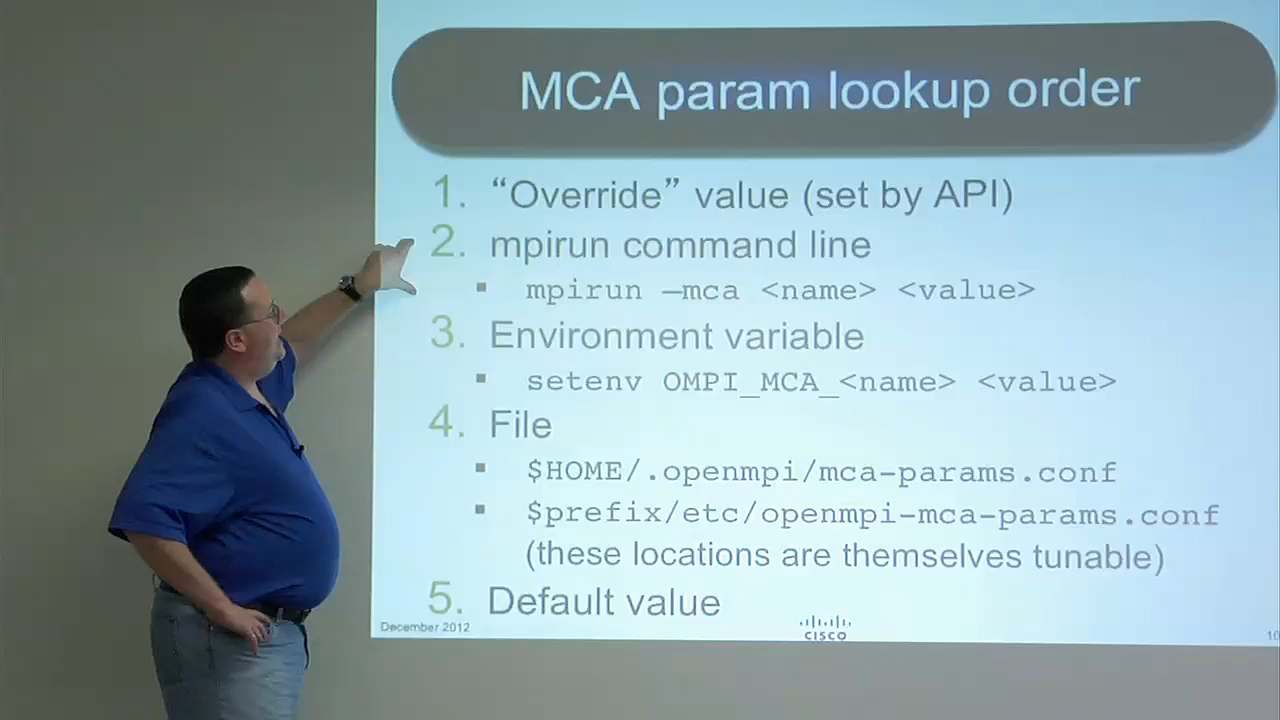 MCA param lookup order
1. “Override” value (set by API)
2. mpirun command line
▪ mpirun –mca <name> <value>
3. Environment variable
▪ setenv OMPI_MCA_<name> <value>
4. File
▪ $HOME/.openmpi/mca-params.conf
▪ $prefix/etc/openmpi-mca-params.conf
(these locations are themselves tunable)
5. Default value
December 2012
CISCO